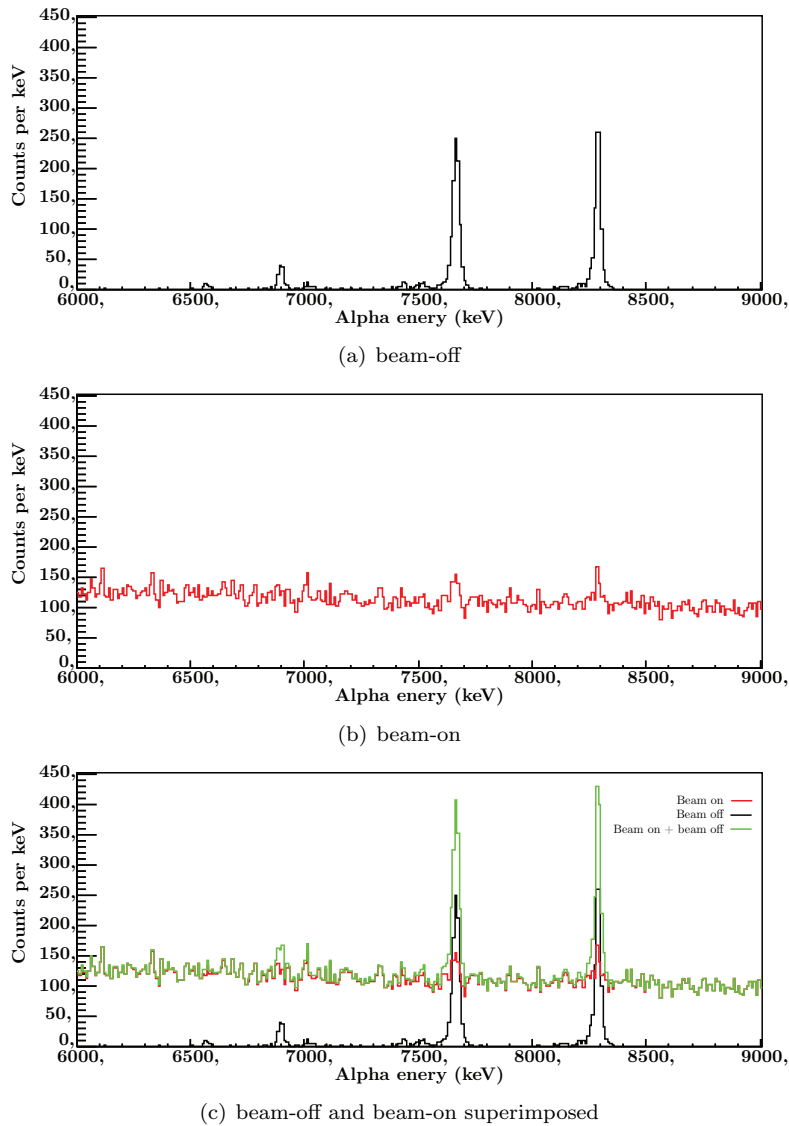 450,
400,
350,
300,
250,
200,
150,
100,
50,
0,
Counts per keV
6000, 6500, 7000, 7500, 8000, 8500, 9000,
Alpha enery (keV)
(a) beam-off
450,
400,
350,
300,
250,
200,
150,
100,
50,
0,
Counts per keV
6000, 6500, 7000, 7500, 8000, 8500, 9000,
Alpha enery (keV)
(b) beam-on
450,
400,
350,
300,
250,
200,
150,
100,
50,
0,
Counts per keV
Beam on
Beam off
Beam on + beam off
6000, 6500, 7000, 7500, 8000, 8500, 9000,
Alpha enery (keV)
(c) beam-off and beam-on superimposed